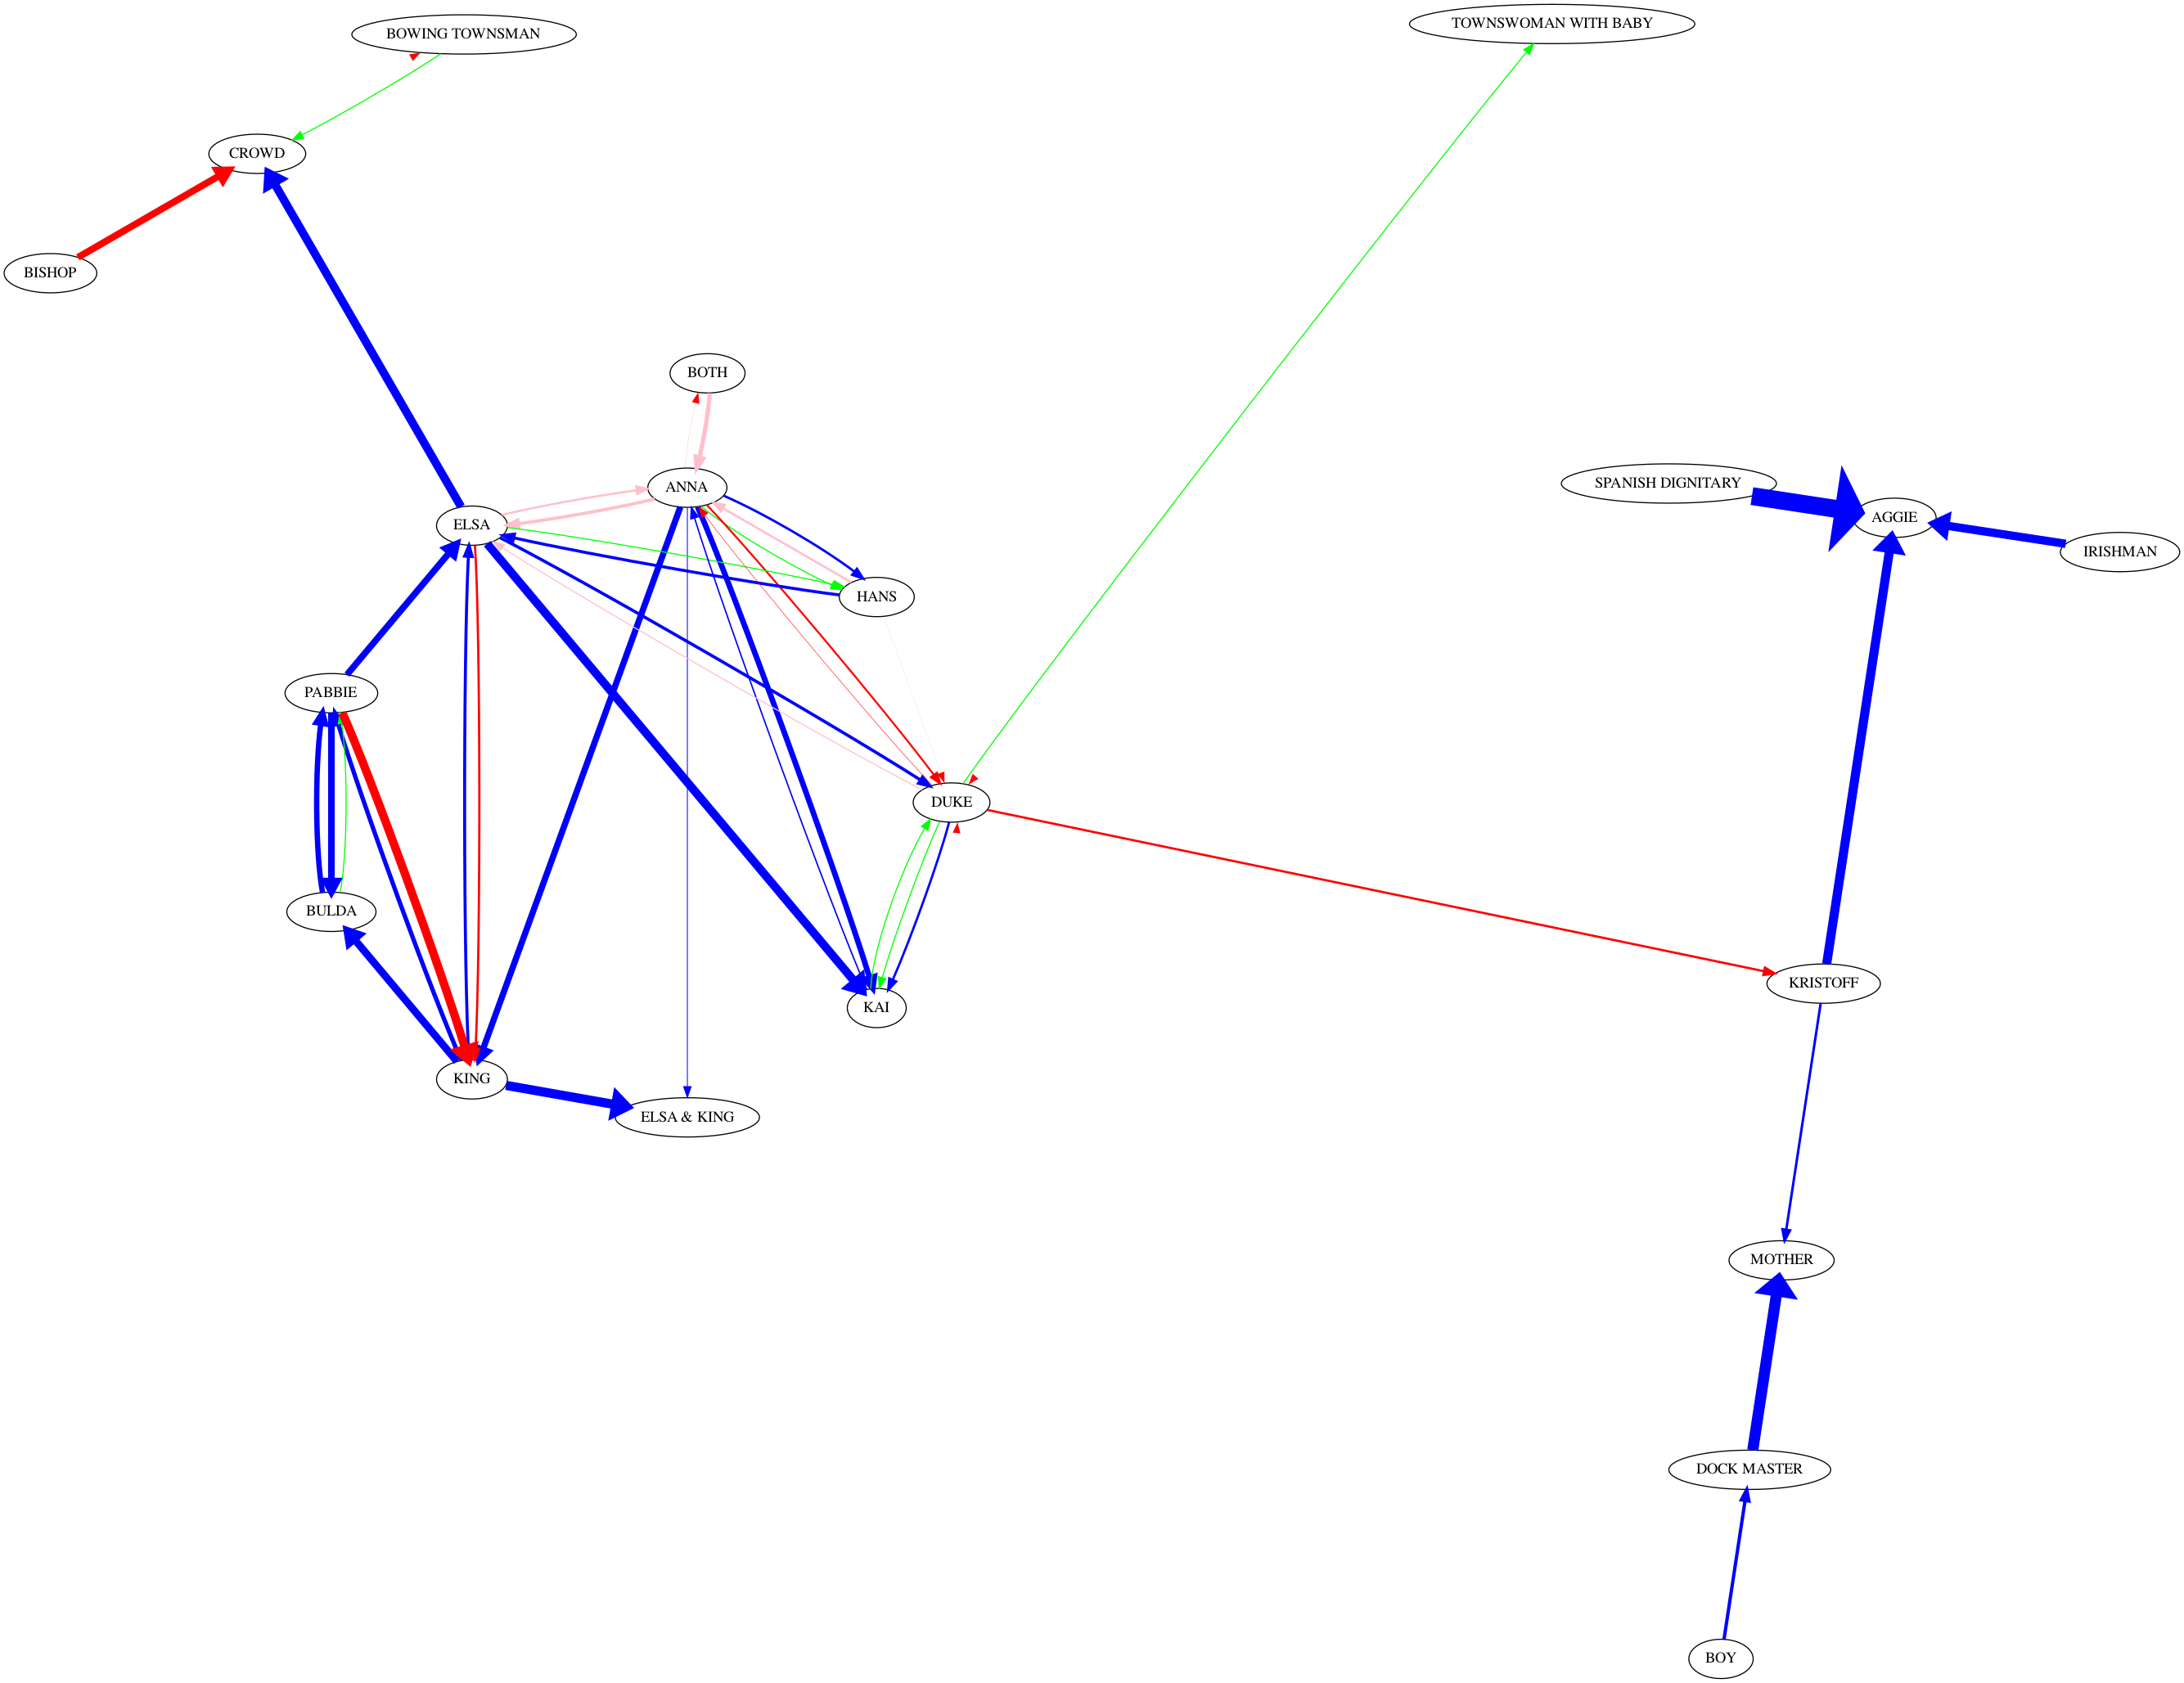 TOWNSWOMAN WITH BABY
BOWING TOWNSMAN
CROWD
BISHOP
BOTH
SPANISH DIGNITARY
ANNA
AGGIE
ELSA
IRISHMAN
HANS
PABBIE
DUKE
BULDA
KRISTOFF
KAI
KING
ELSA & KING
MOTHER
DOCK MASTER
BOY